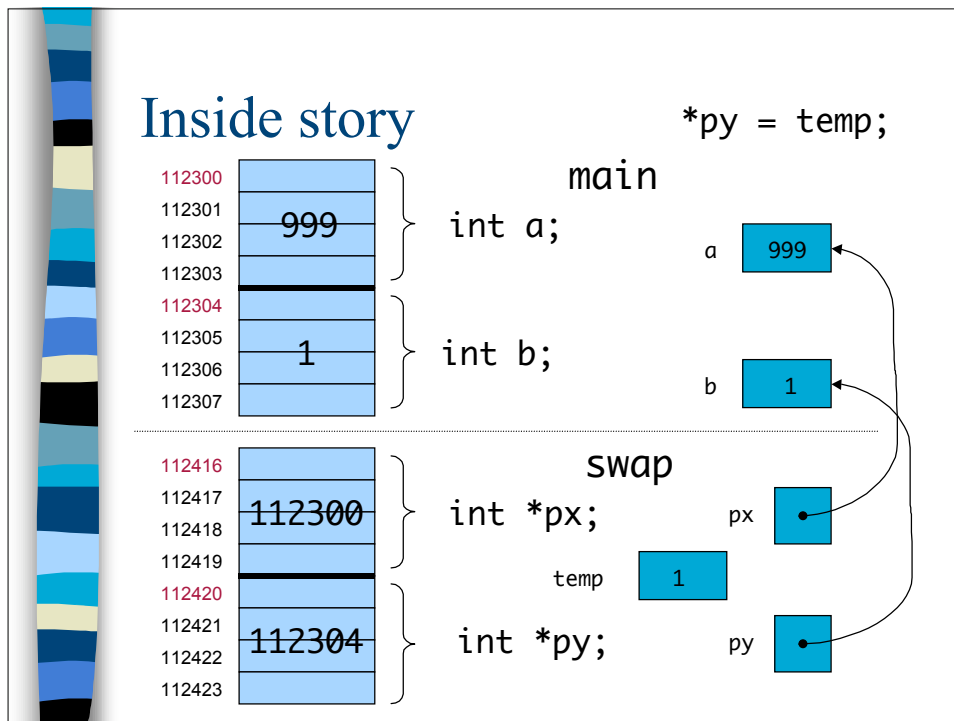 Inside story
*py = temp;
main
112300
112301
112302
112303
999
int a;
a
999
112304
112305
112306
112307
1
int b;
b
1
swap
112416
112417
112418
112419
112300
int *px;
px
temp
1
112420
112421
112422
112423
112304
int *py;
py